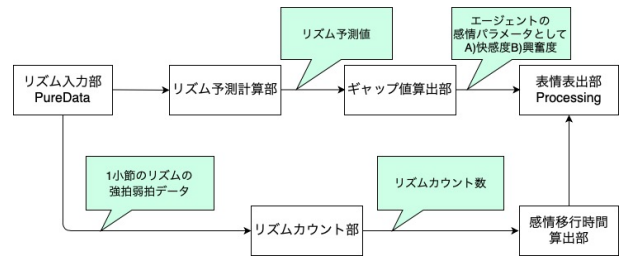 エージェントの
感情パラメータとして
A)快感度B)興奮度
リズム予測値
リズム入力部
PureData
リズム予測計算部
ギャップ値算出部
表情表出部
Processing
1小節のリズムの
強拍弱拍データ
リズムカウント数
リズムカウント部
感情移行時間
算出部